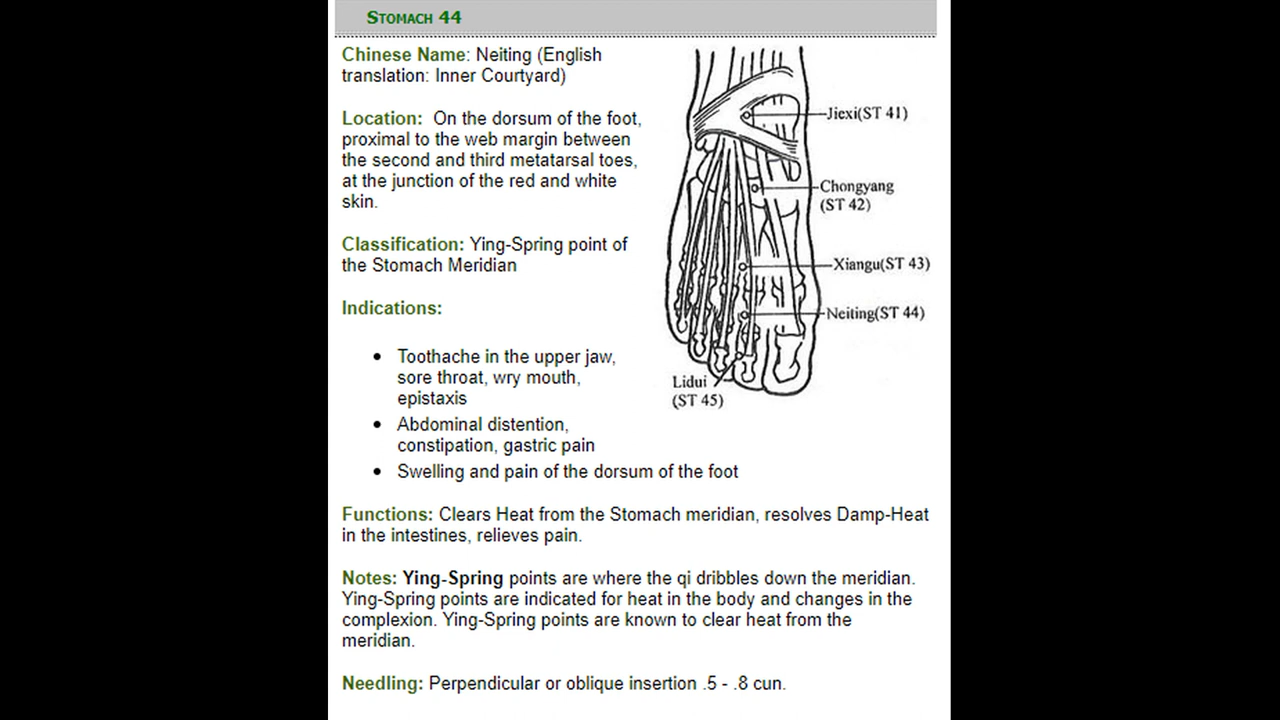 STOMACH 44
Chinese Name: Neiting (English
translation: Inner Courtyard)
Location: On the dorsum of the foot,
proximal to the web margin between
the second and third metatarsal toes,
at the junction of the red and white
skin.
Classification: Ying-Spring point of
the Stomach Meridian
Indications:
• Toothache in the upper jaw,
sore throat, wry mouth,
epistaxis
• Abdominal distention,
constipation, gastric pain
• Swelling and pain of the dorsum of the foot
Jiexi(ST 41)
Chongyang
(ST 42)
Xiangu(ST 43)
Neiting(ST 44)
Lidui
(ST 45)
Functions: Clears Heat from the Stomach meridian, resolves Damp-Heat
in the intestines, relieves pain.
Notes: Ying-Spring points are where the qi dribbles down the meridian.
Ying-Spring points are indicated for heat in the body and changes in the
complexion. Ying-Spring points are known to clear heat from the
meridian.
Needling: Perpendicular or oblique insertion .5 - .8 cun.